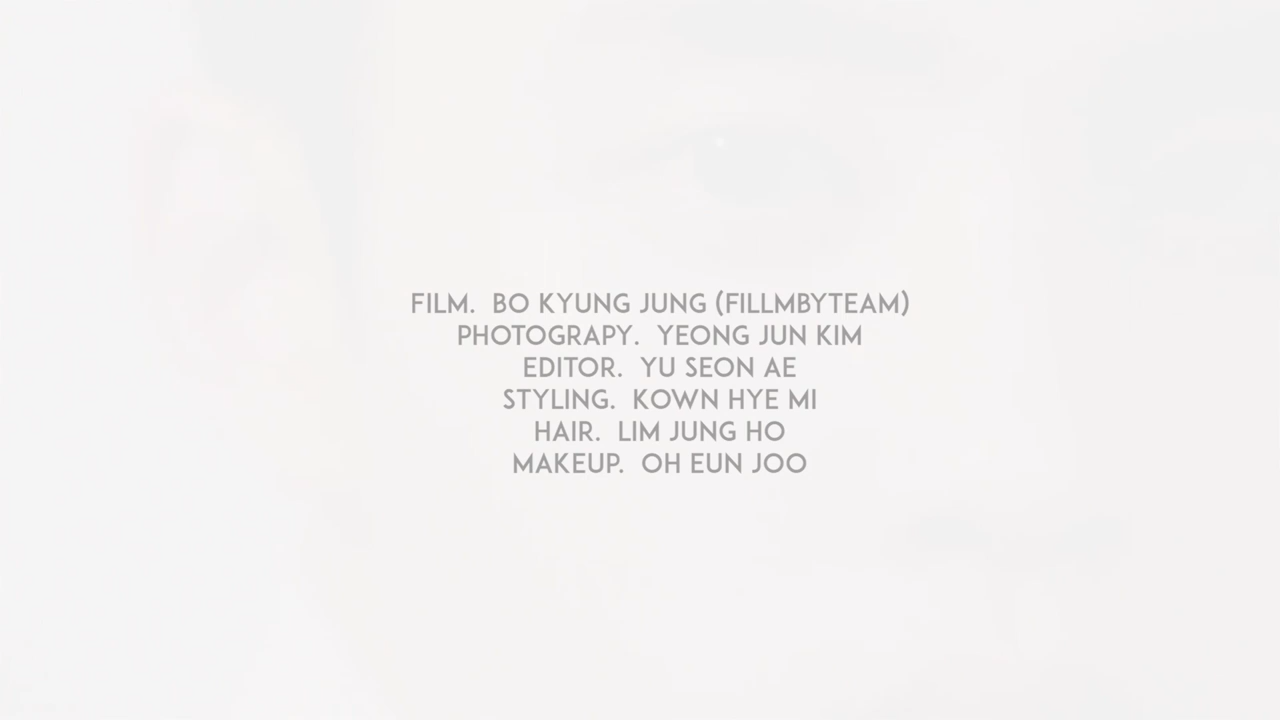 FILM. BO KYUNG JUNG (FILLMBYTEAM)
PHOTOGRAPY. YEONG JUN KIM
EDITOR. YU SEON AE
STYLING. KOWN HYE MI
HAIR. LIM JUNG HO
MAKEUP. OH EUN JOO